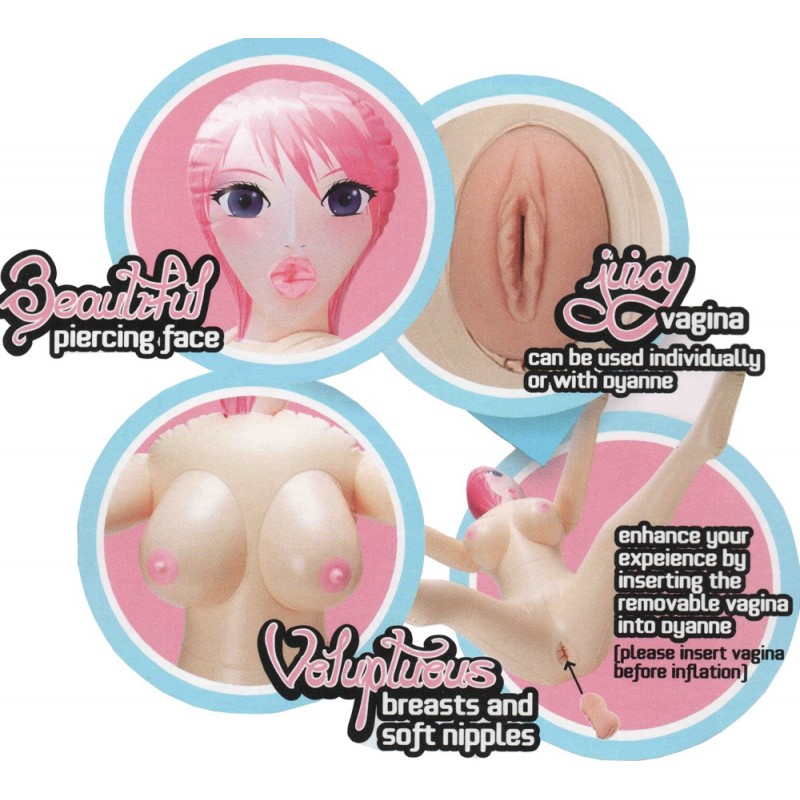 Beautiful
piercing face
juicy
vagina
can be used individually
or with Dyanne
Voluptuous
breasts and
soft nipples
enhance your
expeience by
inserting the
removable vagina
into Dyanne
[please insert vagina
before inflation]